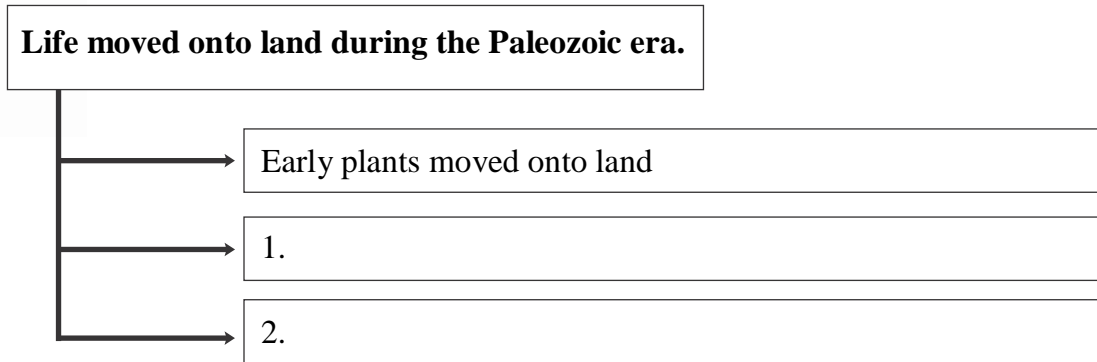 Life moved onto land during the Paleozoic era.
Early plants moved onto land
1.
2.